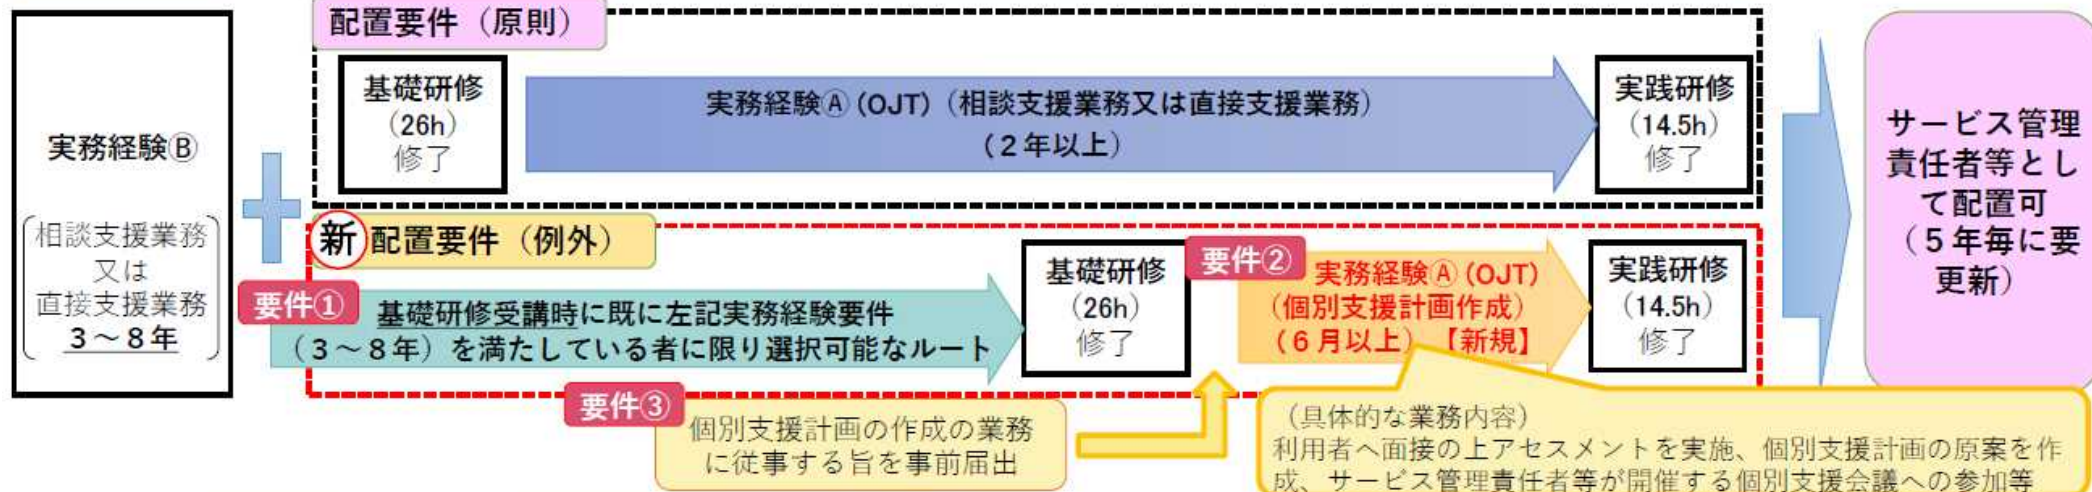 実務経験Ⓑ
相談支援業務
又は
直接支援業務
3～8年
配置要件（原則）
基礎研修
(26h)
修了
実務経験Ⓐ(OJT)（相談支援業務又は直接支援業務）
（２年以上）
実践研修
(14.5h)
修了
新 配置要件（例外）
要件①
基礎研修受講時に既に左記実務経験要件
（３～８年）を満たしている者に限り選択可能なルート
基礎研修
(26h)
修了
要件②
実務経験Ⓐ(OJT)
（個別支援計画作成）
（６月以上）【新規】
実践研修
(14.5h)
修了
要件③
個別支援計画の作成の業務
に従事する旨を事前届出
（具体的な業務内容）
利用者へ面接の上アセスメントを実施、個別支援計画の原案を作
成、サービス管理責任者等が開催する個別支援会議への参加等
サービス管理
責任者等とし
て配置可
（５年毎に要
更新）